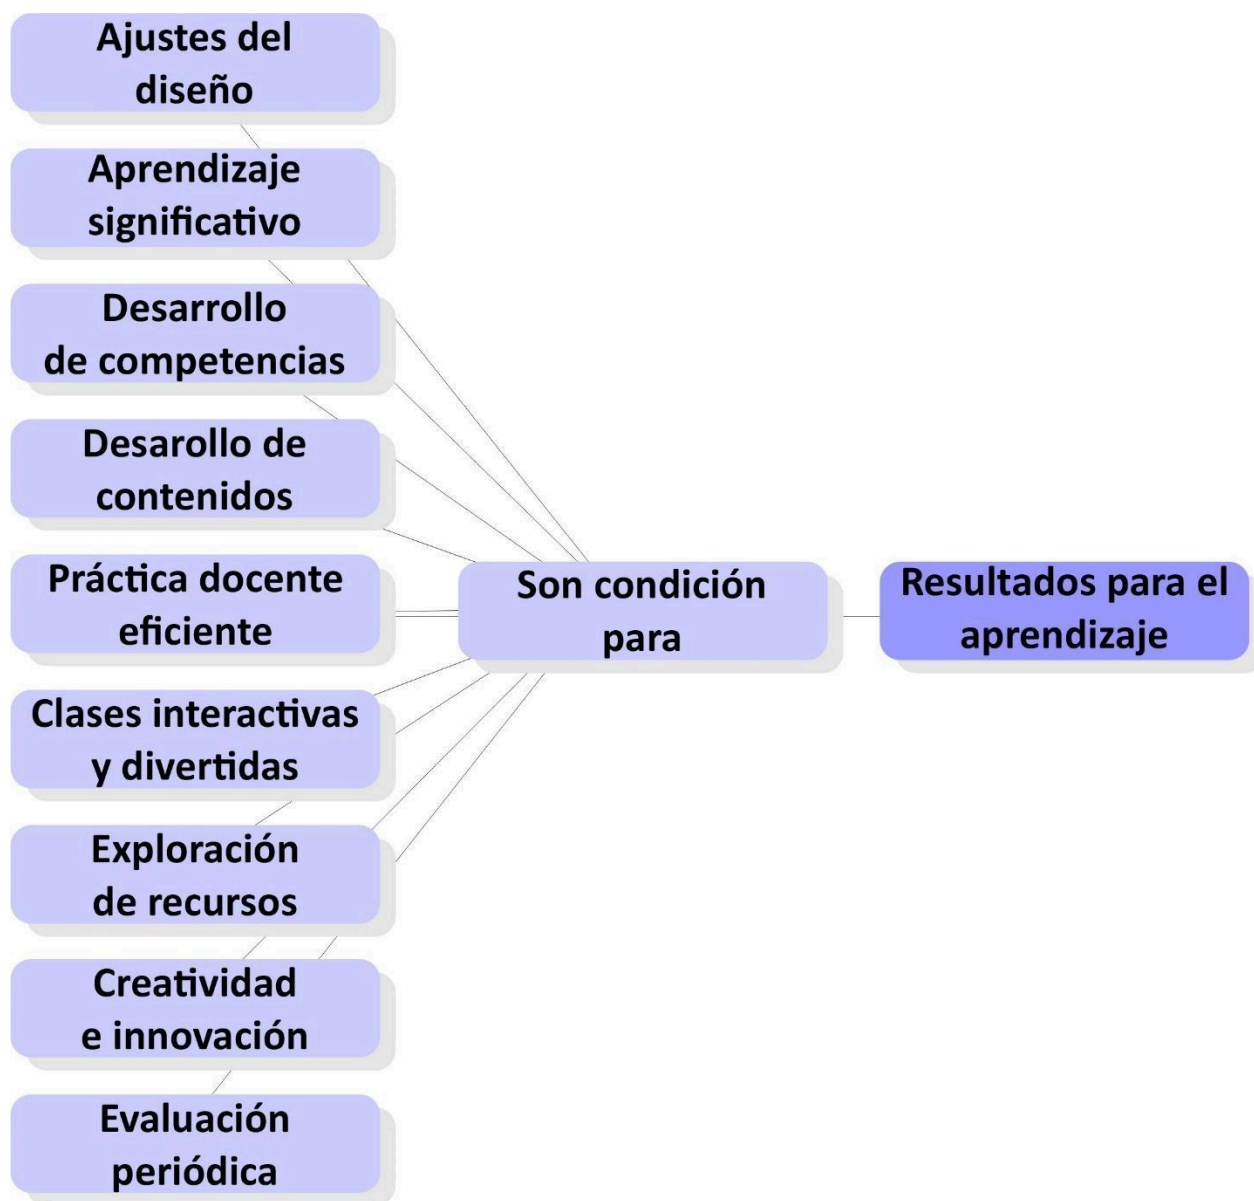 Ajustes del
diseño
Aprendizaje
significativo
Desarrollo
de competencias
Desarollo de
contenidos
Práctica docente
eficiente
Clases interactivas
y divertidas
Exploración
de recursos
Creatividad
e innovación
Evaluación
periódica
Son condición
para
Resultados para el
aprendizaje